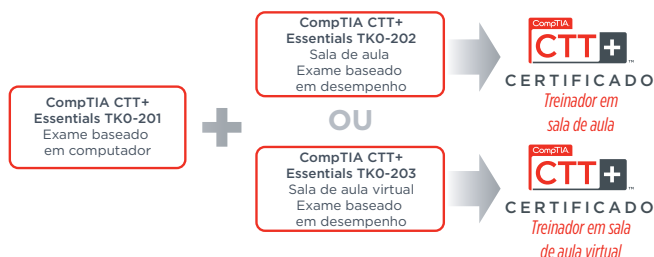 CompTIA CTT+
Essentials TK0-201
Exame baseado
em computador
+
CompTIA CTT+
Essentials TK0-202
Sala de aula
Exame baseado
em desempenho
OU
CompTIA CTT+
Essentials TK0-203
Sala de aula virtual
Exame baseado
em desempenho
CompTIA
CTT+
CERTIFICADO
Treinador em
sala de aula
CompTIA
CTT+
CERTIFICADO
Treinador em sala
de aula virtual